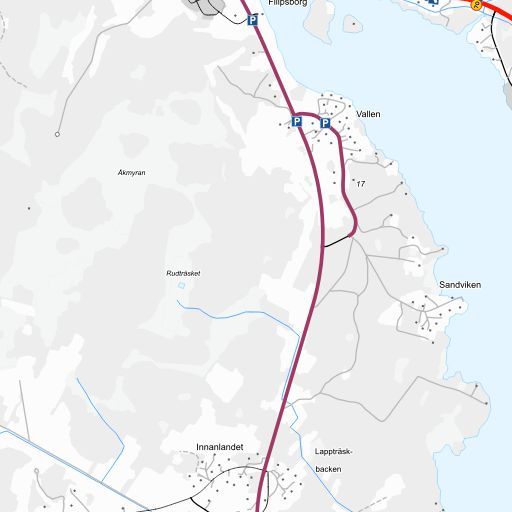 Filipsborg
P
Vallen
P
P
Åkmyran
17
Rudträsket
Sandviken
Innanlandet
Lappträsk-
backen